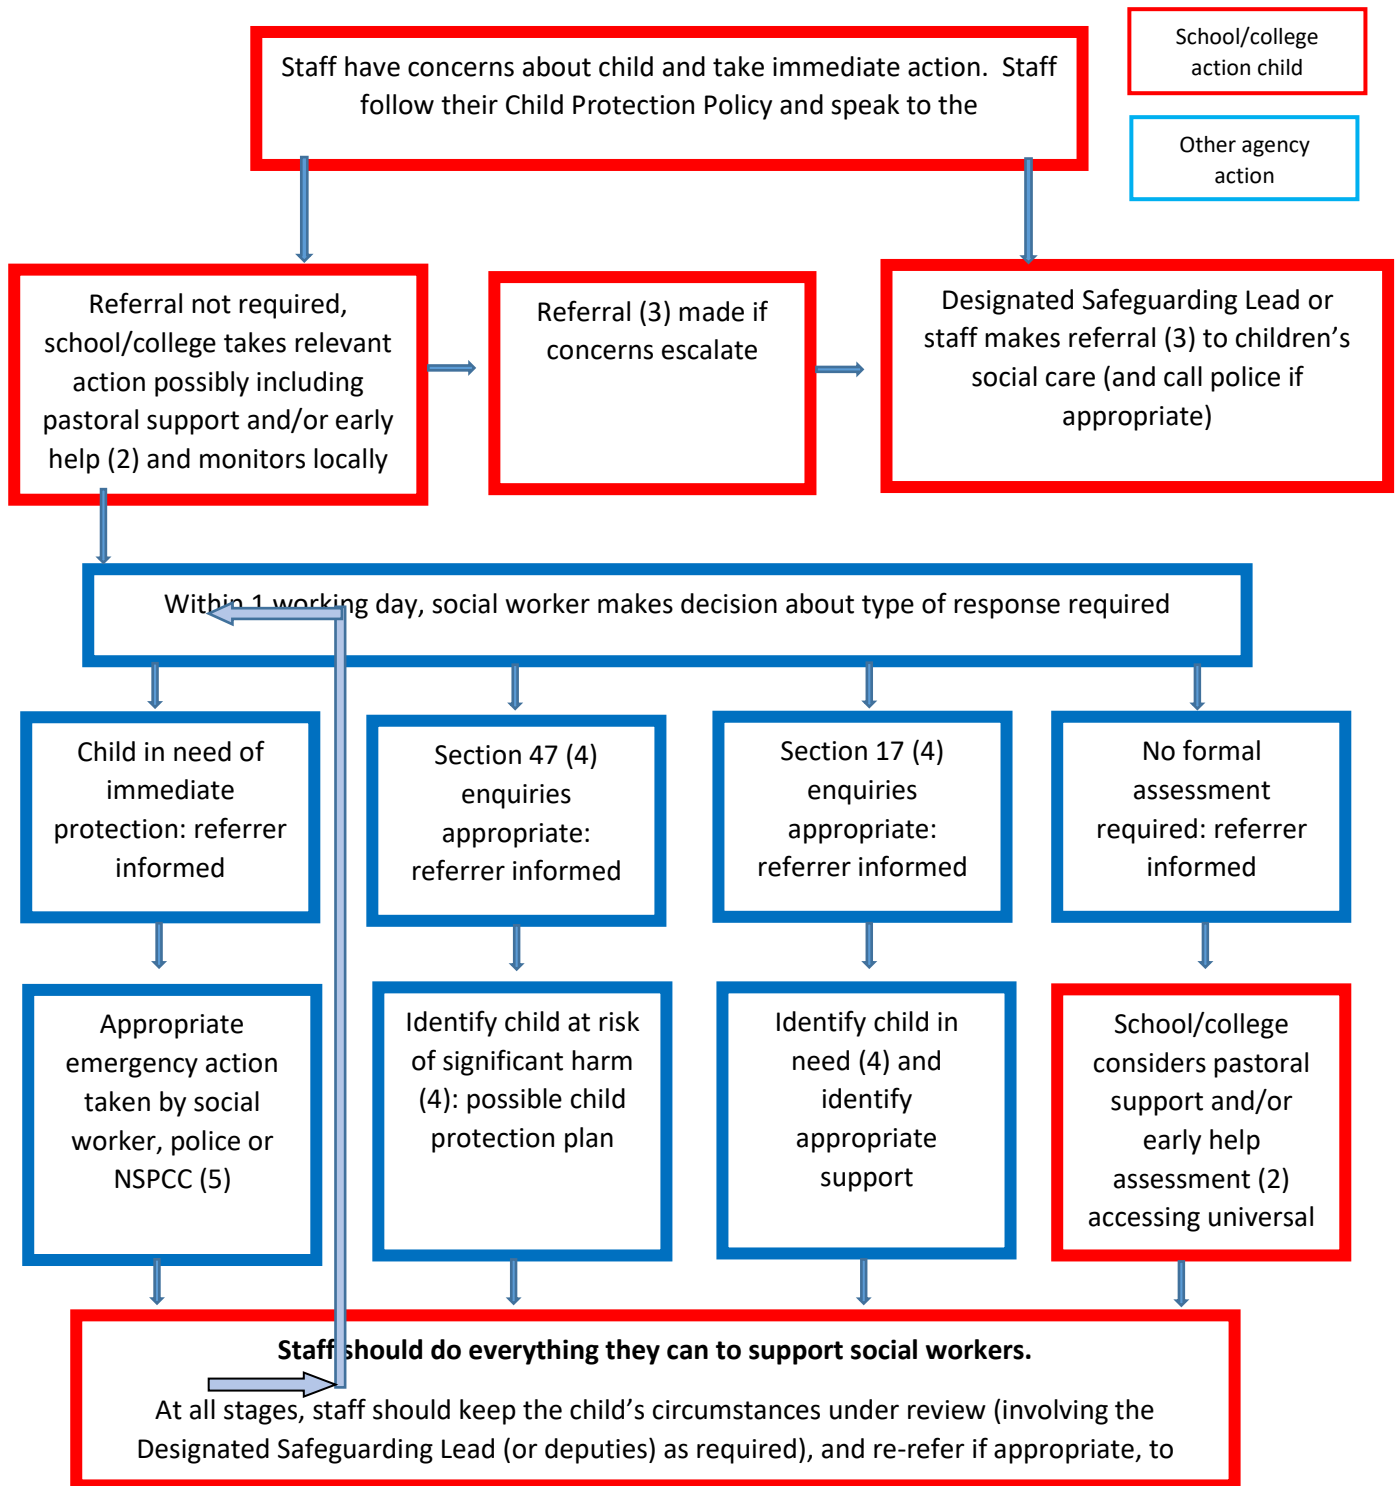 School/college
action child
Other agency
action
Staff have concerns about child and take immediate action. Staff
follow their Child Protection Policy and speak to the
Referral not required,
school/college takes relevant
action possibly including
pastoral support and/or early
help (2) and monitors locally
Referral (3) made if
concerns escalate
Designated Safeguarding Lead or
staff makes referral (3) to children’s
social care (and call police if
appropriate)
Within 1 working day, social worker makes decision about type of response required
Child in need of
immediate
protection: referrer
informed
Section 47 (4)
enquiries
appropriate:
referrer informed
Section 17 (4)
enquiries
appropriate:
referrer informed
No formal
assessment
required: referrer
informed
Appropriate
emergency action
taken by social
worker, police or
NSPCC (5)
Identify child at risk
of significant harm
(4): possible child
protection plan
Identify child in
need (4) and
identify
appropriate
support
School/college
considers pastoral
support and/or
early help
assessment (2)
accessing universal
Staff should do everything they can to support social workers.
At all stages, staff should keep the child’s circumstances under review (involving the
Designated Safeguarding Lead (or deputies) as required), and re-refer if appropriate, to